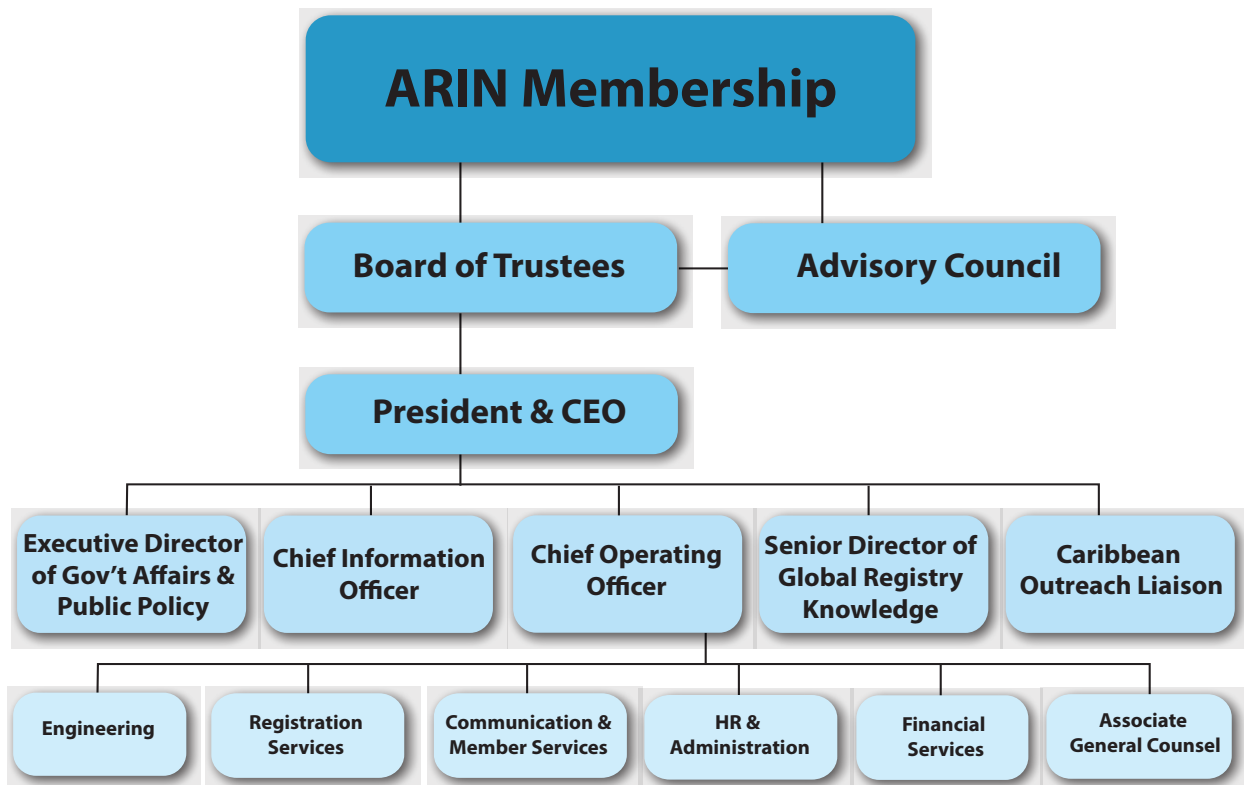 ARIN Membership
Board of Trustees
Advisory Council
President & CEO
Executive Director
of Gov’t Affairs &
Public Policy
Chief Information
Officer
Chief Operating
Officer
Senior Director of
Global Registry
Knowledge
Caribbean
Outreach Liaison
Engineering
Registration
Services
Communication &
Member Services
HR &
Administration
Financial
Services
Associate
General Counsel